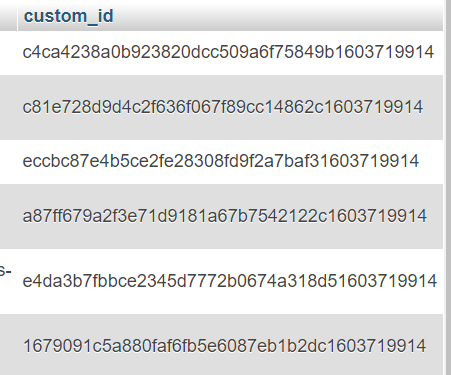 custom_id
c4ca4238a0b923820dcc509a6f75849b1603719914
c81e728d9d4c2f636f067f89cc14862c1603719914
eccbc87e4b5ce2fe28308fd9f2a7baf31603719914
a87ff679a2f3e71d9181a67b7542122c1603719914
s-
e4da3b7fbbce2345d7772b0674a318d51603719914
1679091c5a880faf6fb5e6087eb1b2dc1603719914